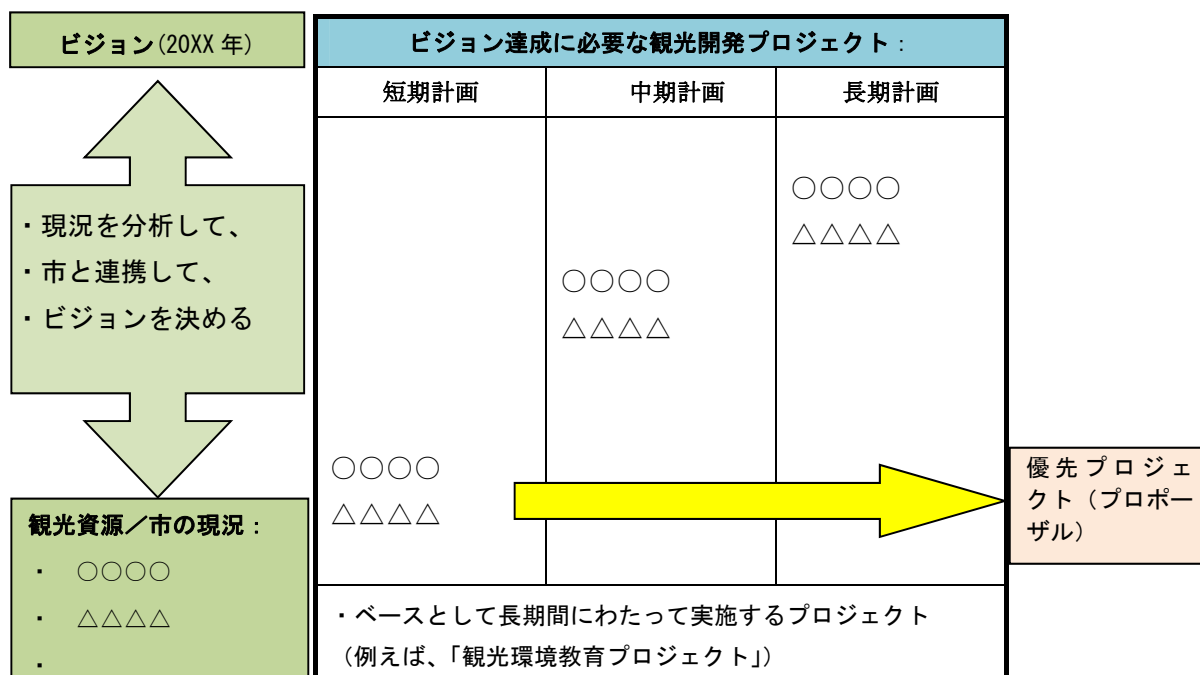 ビジョン(20XX 年)
・現況を分析して、
・市と連携して、
・ビジョンを決める
観光資源／市の現況：
・ ○○○○
・ △△△△
・
ビジョン達成に必要な観光開発プロジェクト：
短期計画
中期計画
長期計画
○○○○
△△△△
○○○○
△△△△
○○○○
△△△△
・ベースとして長期間にわたって実施するプロジェクト
（例えば、「観光環境教育プロジェクト」）
優先プロジェ
クト（プロポー
ザル）